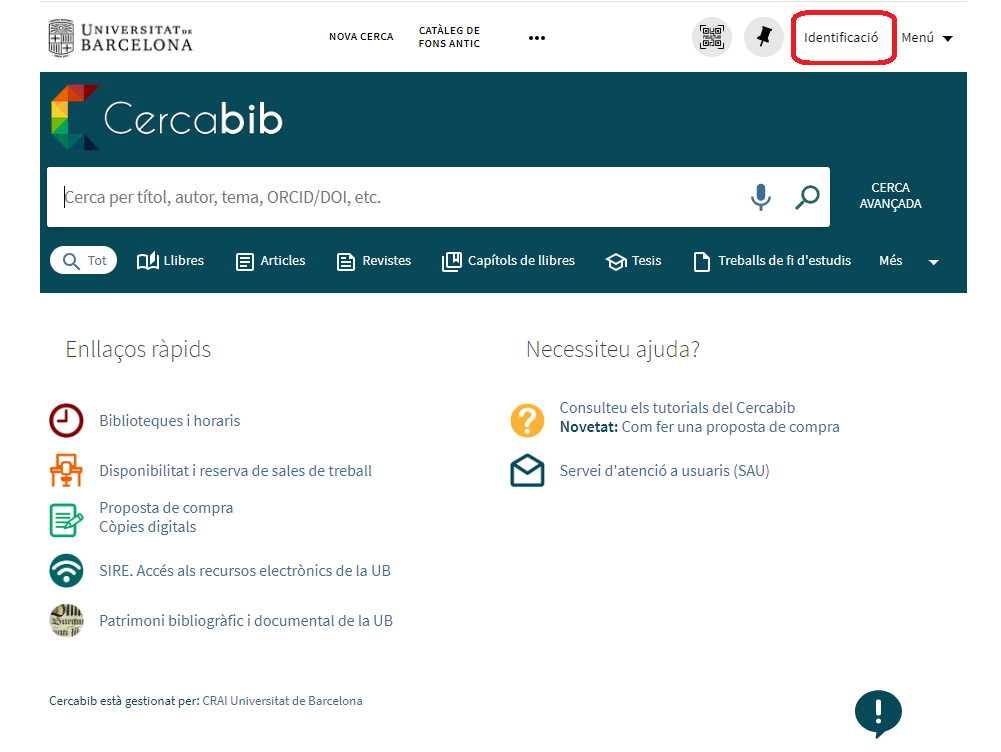 UNIVERSITAT DE
BARCELONA
NOVA CERCA
CATÀLEG DE
FONS ANTIC
Identificació
Menú
Cercabib
Cerca per títol, autor, tema, ORCID/DOI, etc.
CERCA
AVANÇADA
Tot
Llibres
Articles
Revistes
Capítols de llibres
Tesis
Treballs de fi d'estudis
Més
Enllaços ràpids
Biblioteques i horaris
Disponibilitat i reserva de sales de treball
Proposta de compra
Còpies digitals
SIRE. Accés als recursos electrònics de la UB
Patrimoni bibliogràfic i documental de la UB
Necessiteu ajuda?
Consulteu els tutorials del Cercabib
Novetat: Com fer una proposta de compra
Servei d'atenció a usuaris (SAU)
Cercabib està gestionat per: CRAI Universitat de Barcelona